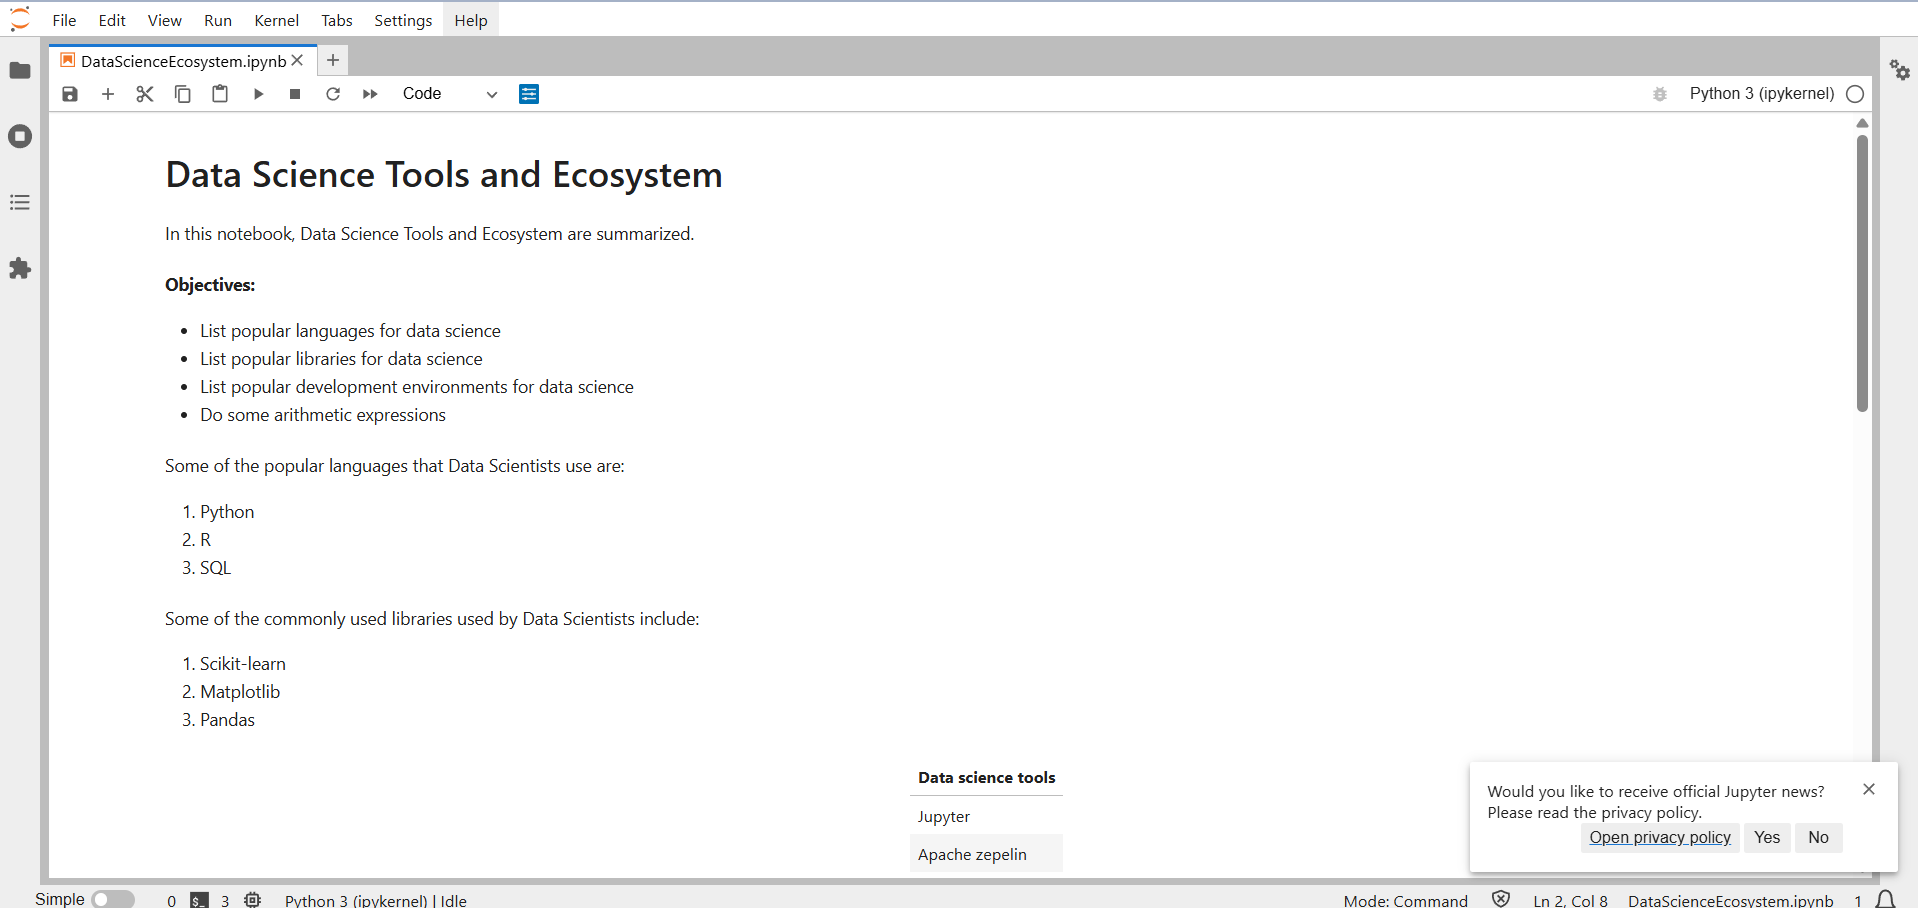 File Edit View Run Kernel Tabs Settings Help
DataScienceEcosystem.ipynb
Code
Python 3 (ipykernel)
Data Science Tools and Ecosystem
In this notebook, Data Science Tools and Ecosystem are summarized.
Objectives:
• List popular languages for data science
• List popular libraries for data science
• List popular development environments for data science
• Do some arithmetic expressions
Some of the popular languages that Data Scientists use are:
1. Python
2. R
3. SQL
Some of the commonly used libraries used by Data Scientists include:
1. Scikit-learn
2. Matplotlib
3. Pandas
Data science tools
Jupyter
Apache zepelin
Would you like to receive official Jupyter news?
Please read the privacy policy.
Open privacy policy Yes No
Simple 0 $_ 3 Python 3 (ipykernel) | Idle Mode: Command Ln 2, Col 8 DataScienceEcosystem.ipynb 1